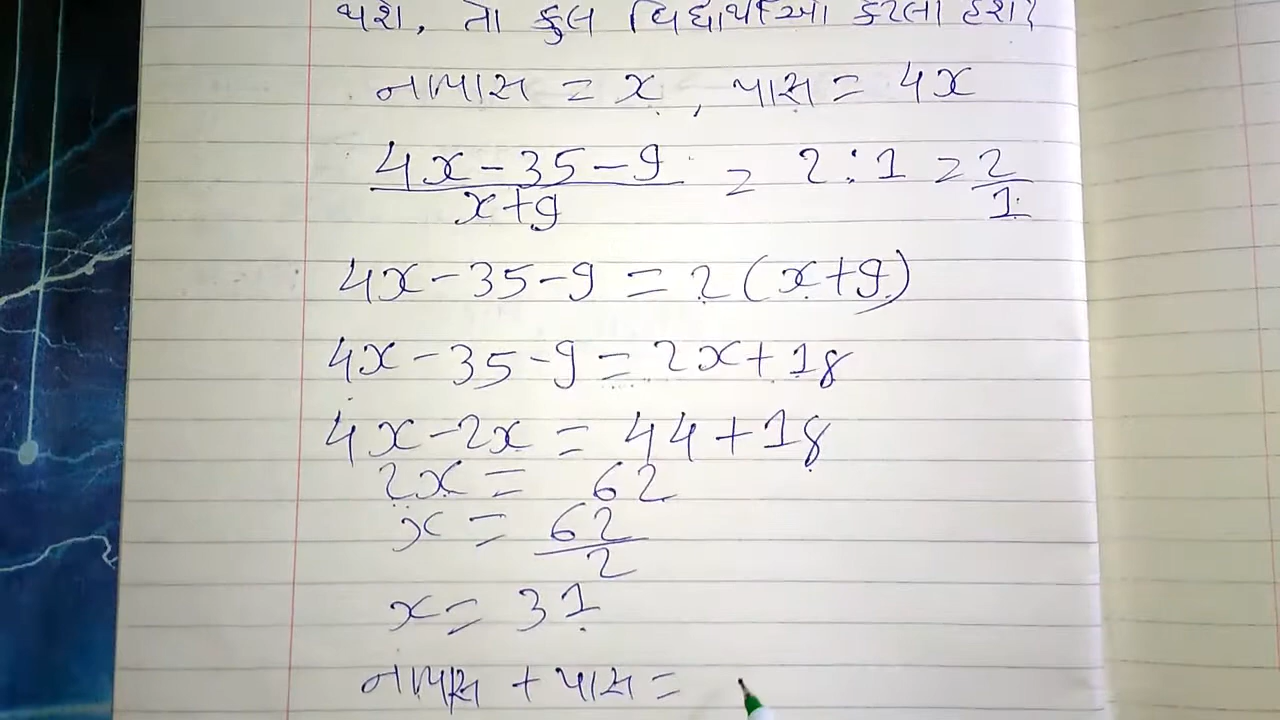 થશે, તો કુલ વિદ્યાર્થીઓ કેટલા હશે?
નાપાસ = x, પાસ = 4x
4x-35-9 / x+9 = 2:1 = 2/1
4x-35-9 = 2(x+9)
4x-35-9 = 2x+18
4x-2x = 44+18
2x = 62
x = 62/2
x = 31
નાપાસ + પાસ =